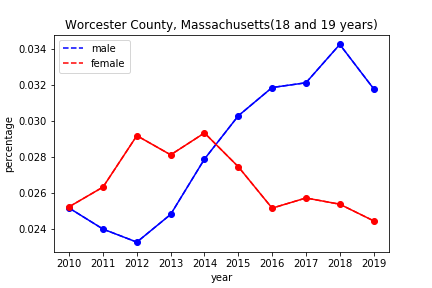 Worcester County, Massachusetts(18 and 19 years)
male
female
0.034
0.032
0.030
0.028
0.026
0.024
percentage
2010 2011 2012 2013 2014 2015 2016 2017 2018 2019
year